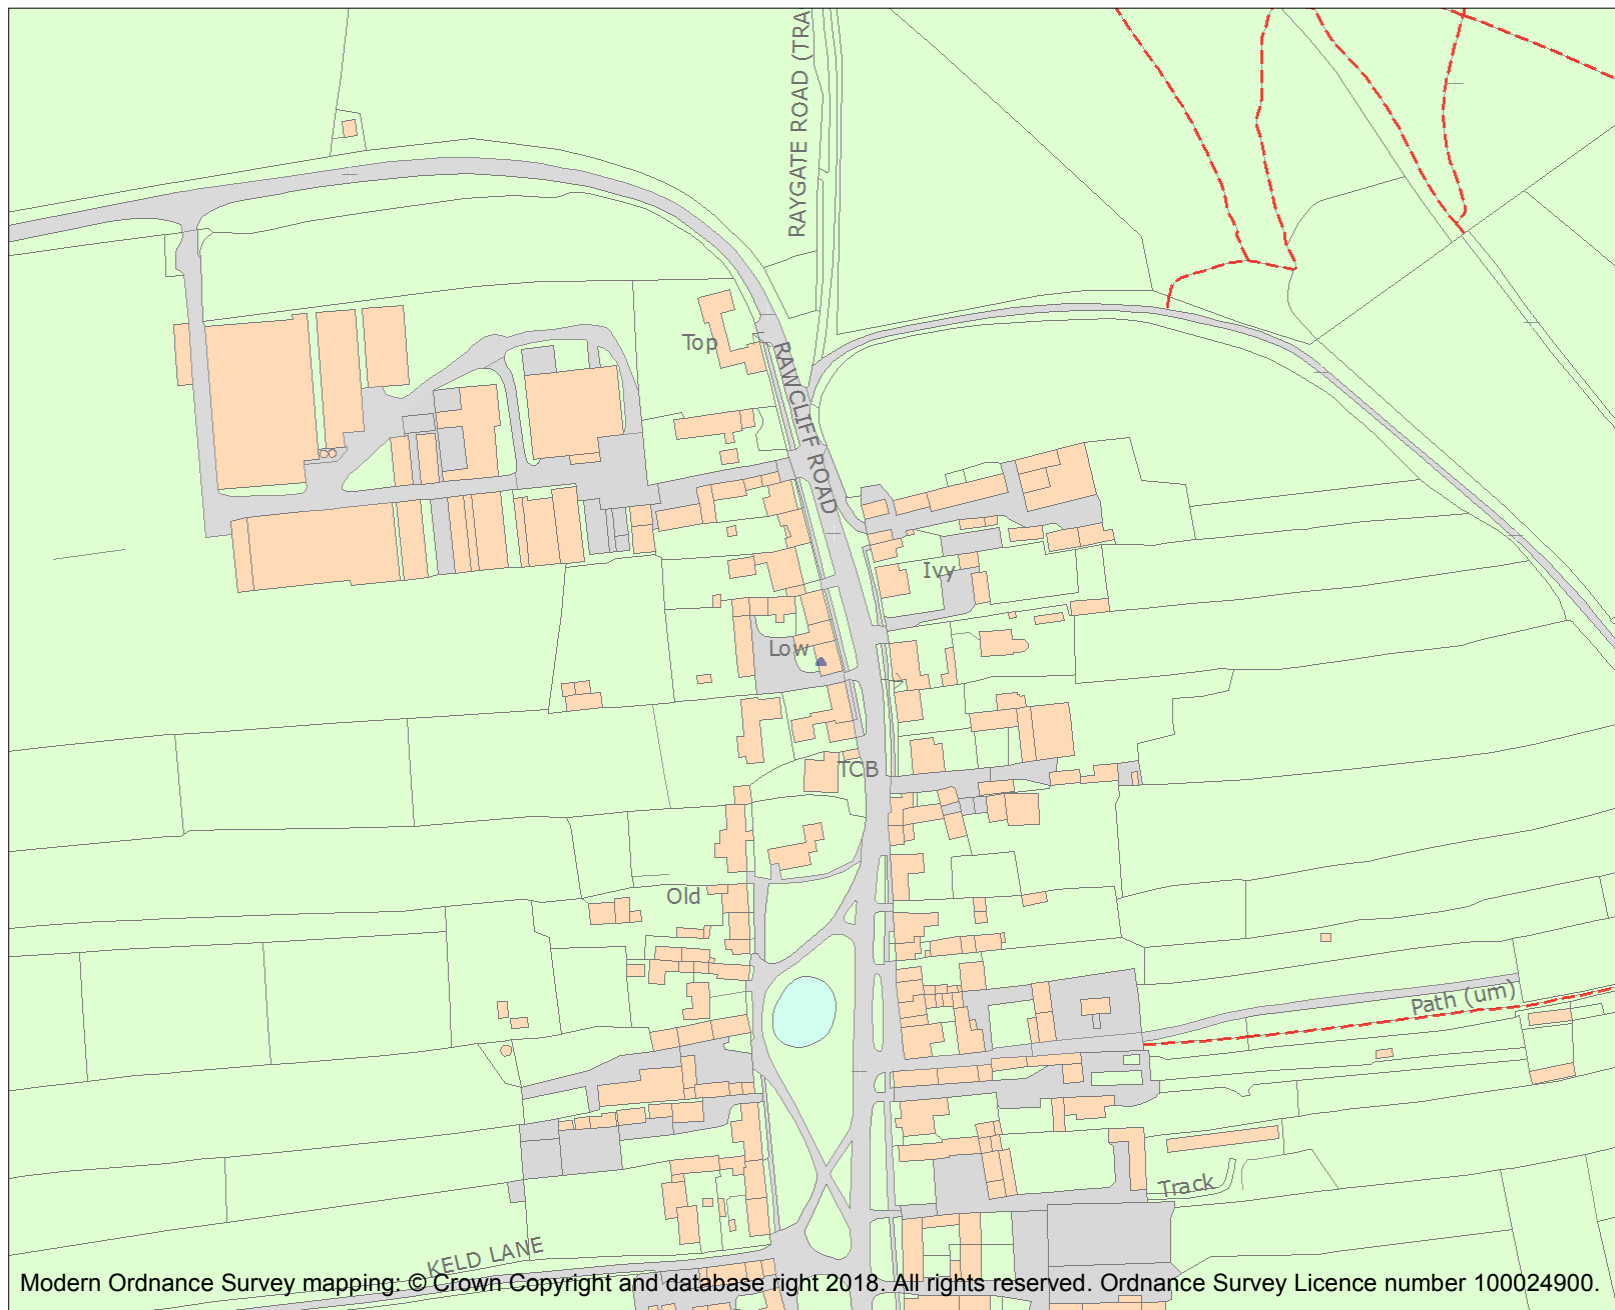 RAYGATE ROAD (TRA
Top
RAWCLIFF ROAD
Ivy
Low
TCB
Old
Path (um)
Track
KELD LANE
Modern Ordnance Survey mapping: © Crown Copyright and database right 2018. All rights reserved. Ordnance Survey Licence number 100024900.